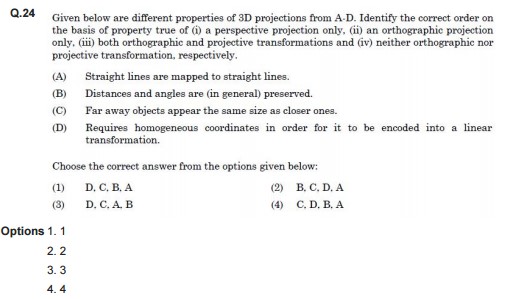 Q.24 Given below are different properties of 3D projections from A-D. Identify the correct order on
the basis of property true of (i) a perspective projection only, (ii) an orthographic projection
only, (iii) both orthographic and projective transformations and (iv) neither orthographic nor
projective transformation, respectively.
(A) Straight lines are mapped to straight lines.
(B) Distances and angles are (in general) preserved.
(C) Far away objects appear the same size as closer ones.
(D) Requires homogeneous coordinates in order for it to be encoded into a linear
transformation.
Choose the correct answer from the options given below:
(1) D, C, B, A (2) B, C, D, A
(3) D, C, A, B (4) C, D, B, A
Options 1. 1
2. 2
3. 3
4. 4